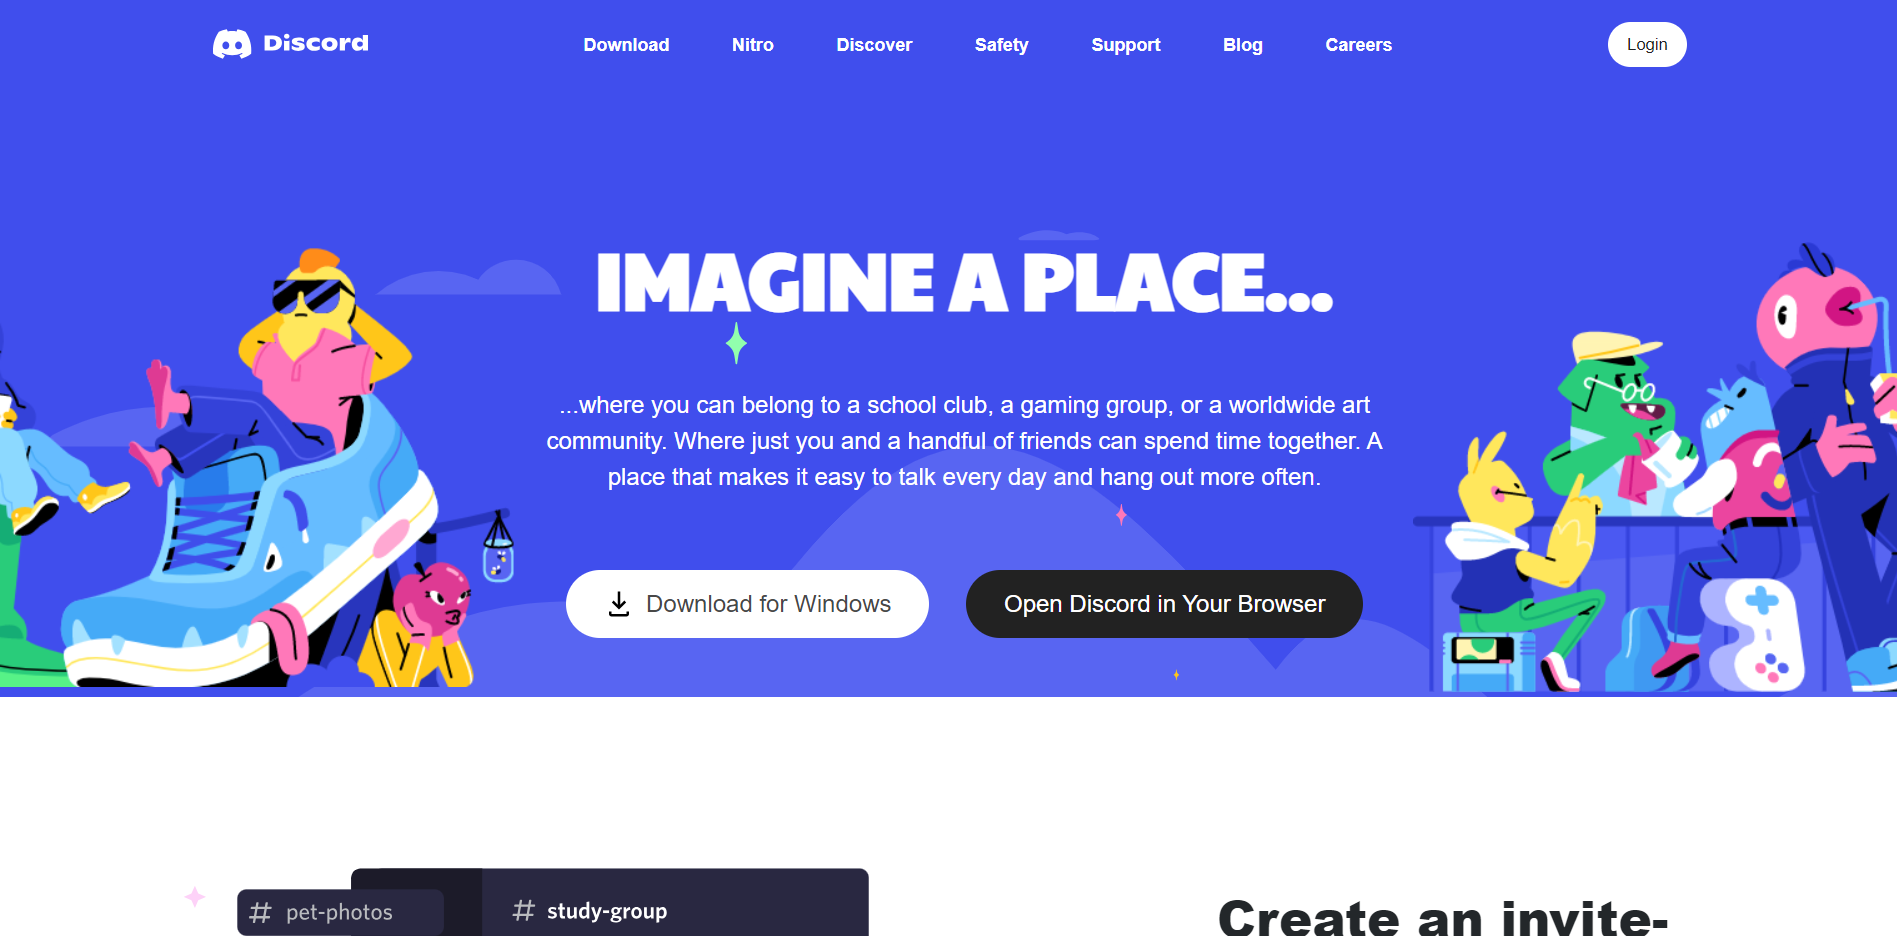 Discord
Download Nitro Discover Safety Support Blog Careers
Login
IMAGINE A PLACE...
...where you can belong to a school club, a gaming group, or a worldwide art
community. Where just you and a handful of friends can spend time together. A
place that makes it easy to talk every day and hang out more often.
Download for Windows
Open Discord in Your Browser
# pet-photos
# study-group
Create an invite-